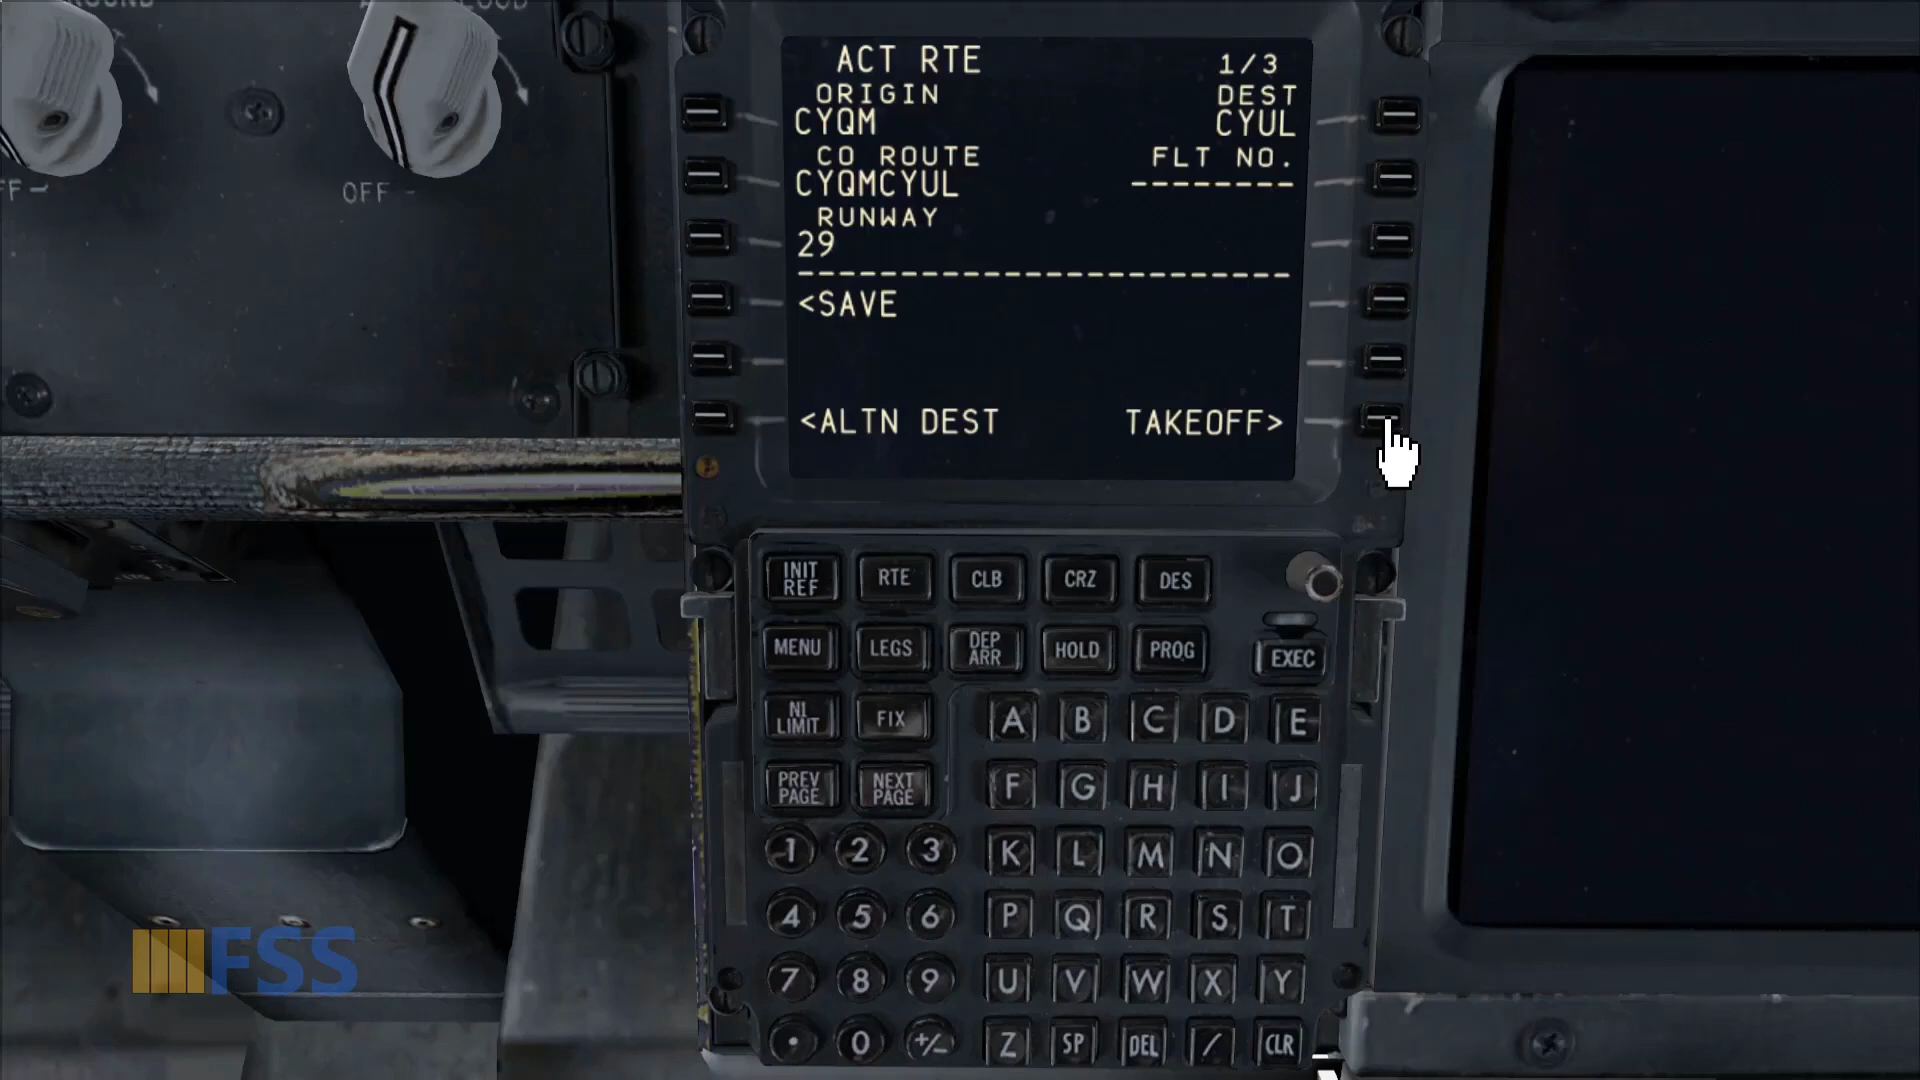 ACT RTE 1/3
ORIGIN DEST
CYQM CYUL
CO ROUTE FLT NO.
CYQMCYUL --------
RUNWAY
29
------------------------
<SAVE
<ALTN DEST TAKEOFF>
OFF
INIT REF RTE CLB CRZ DES
MENU LEGS DEP ARR HOLD PROG EXEC
N1 LIMIT FIX A B C D E
PREV PAGE NEXT PAGE F G H I J
1 2 3 K L M N O
4 5 6 P Q R S T
7 8 9 U V W X Y
. 0 +/- Z SP DEL / CLR
FSS